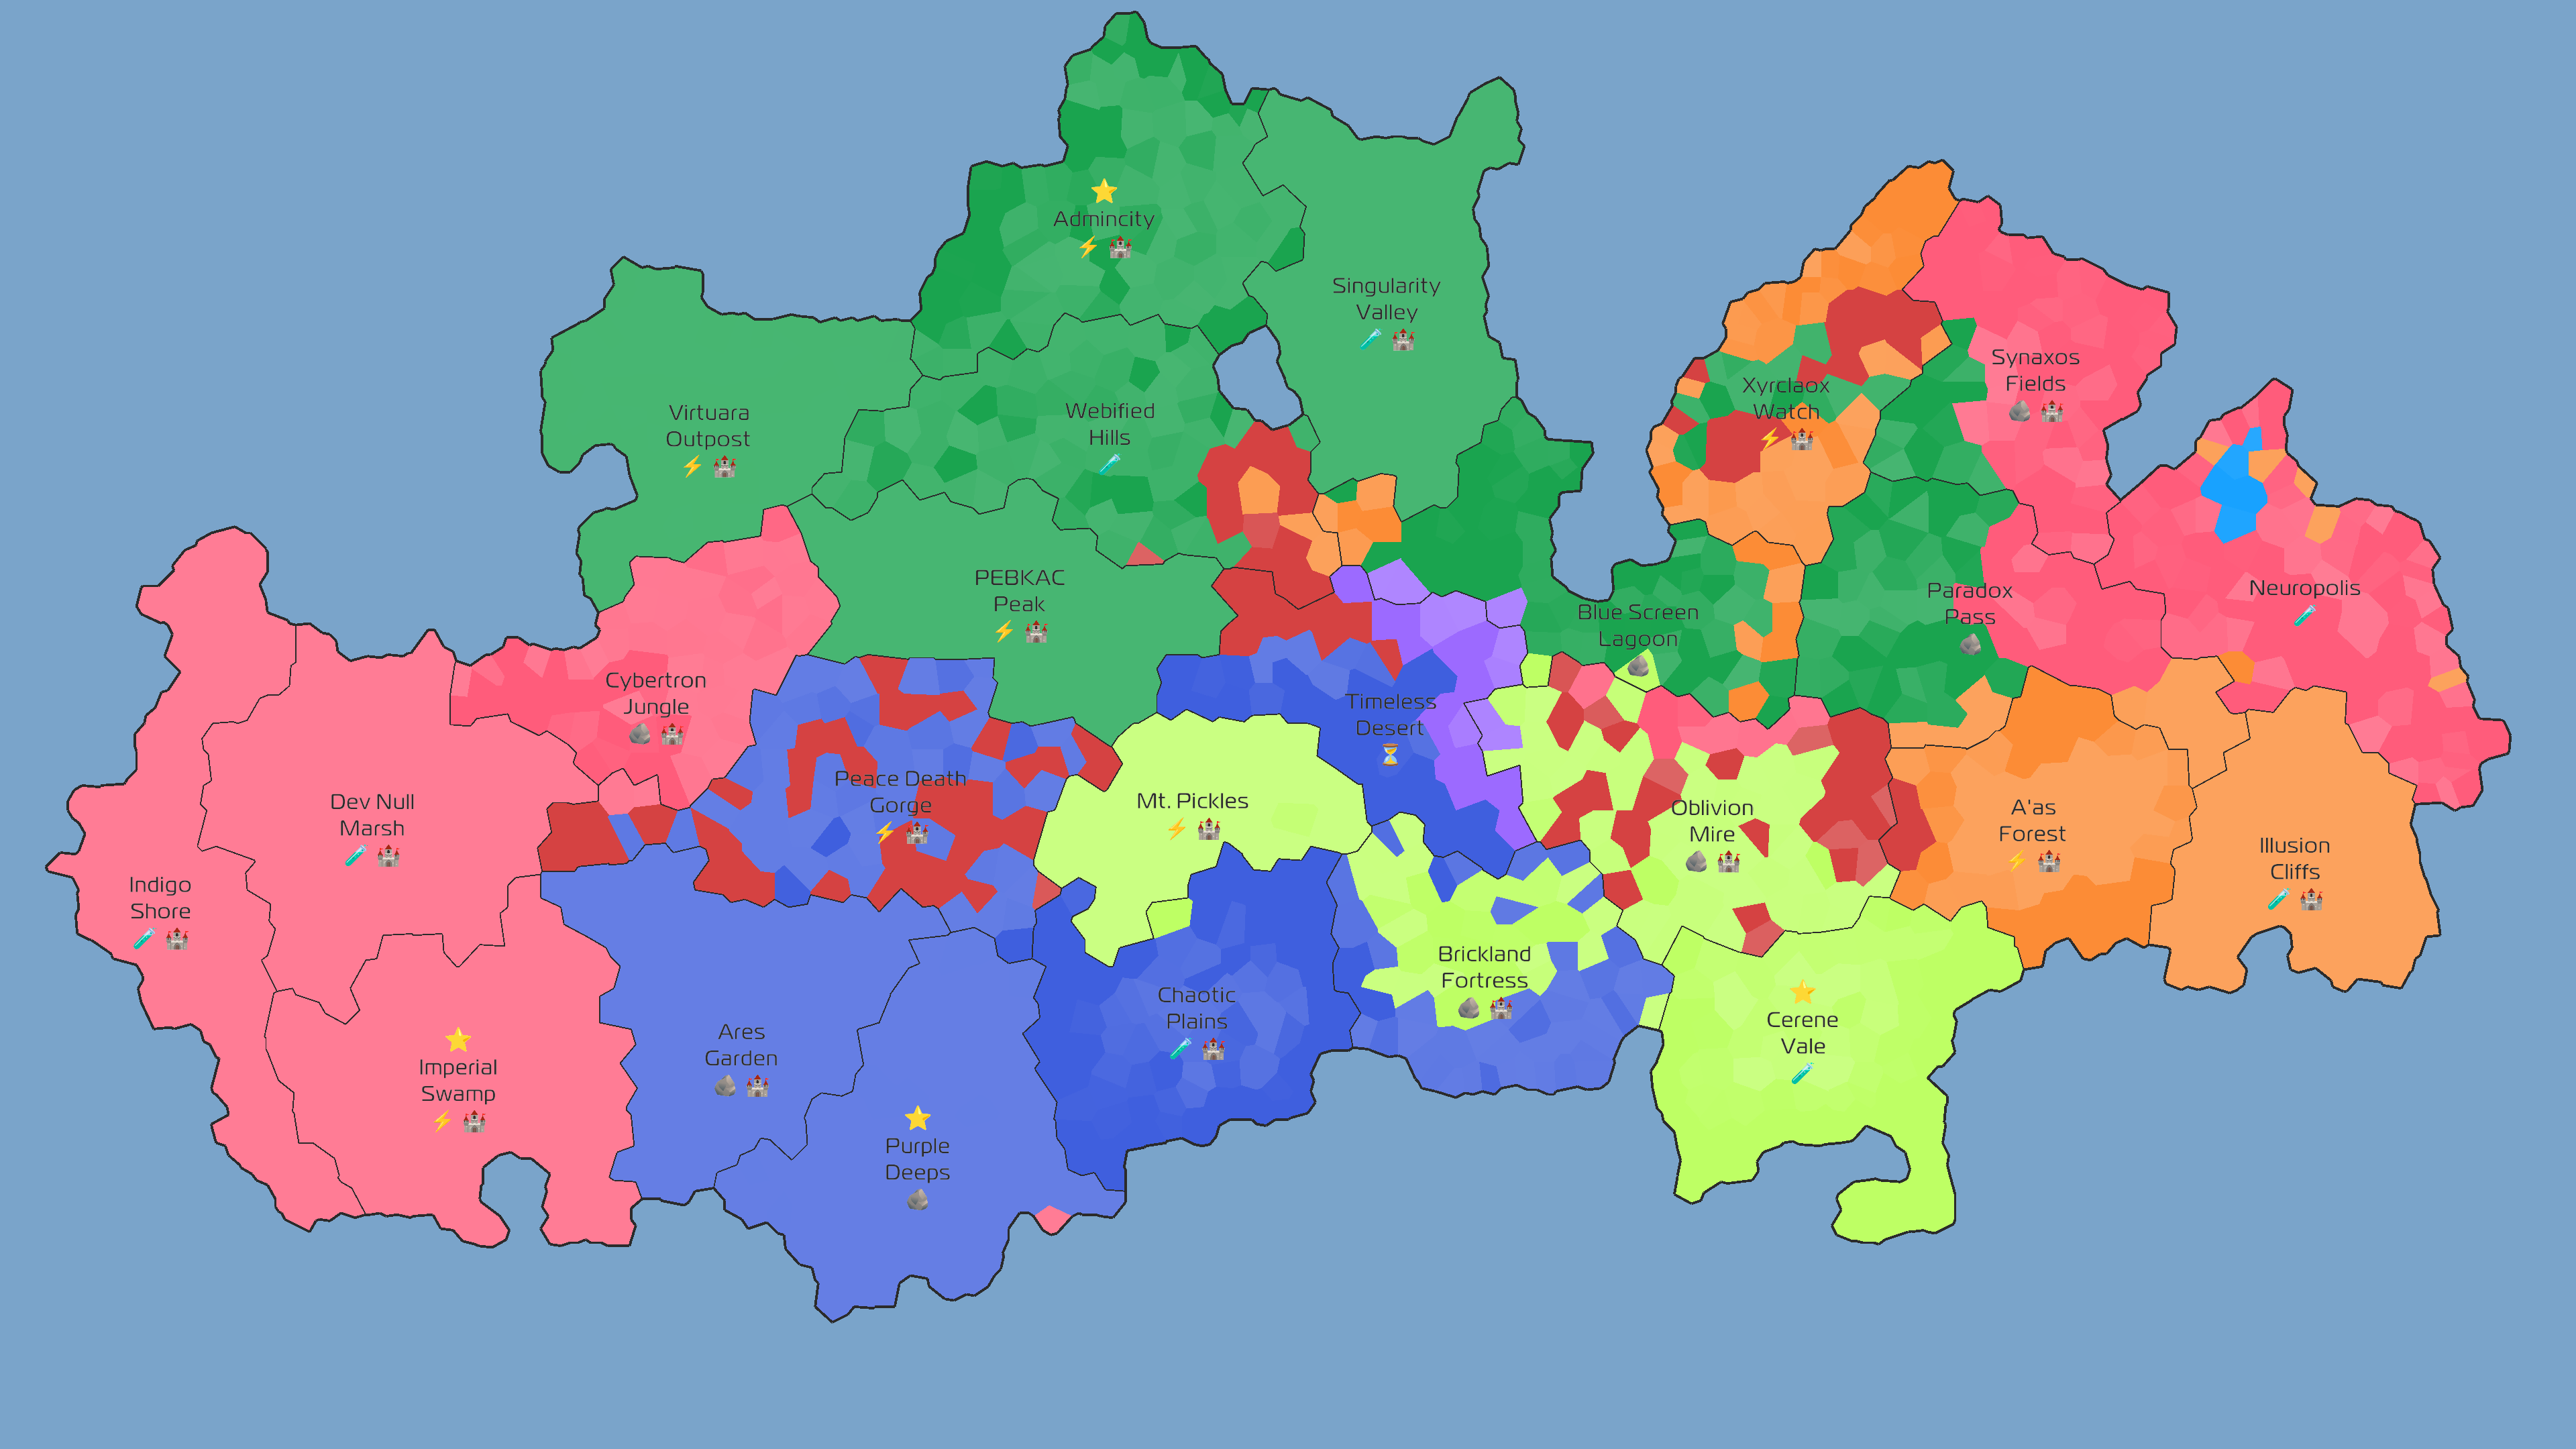 Admincity
Singularity
Valley
Virtuara
Outpost
Webified
Hills
Xyrclaox
Watch
Synaxos
Fields
PEBKAC
Peak
Blue Screen
Lagoon
Paradox
Pass
Neuropolis
Cybertron
Jungle
Timeless
Desert
Dev Null
Marsh
Peace Death
Gorge
Mt. Pickles
Oblivion
Mire
A'as
Forest
Illusion
Cliffs
Indigo
Shore
Brickland
Fortress
Chaotic
Plains
Cerene
Vale
Ares
Garden
Imperial
Swamp
Purple
Deeps